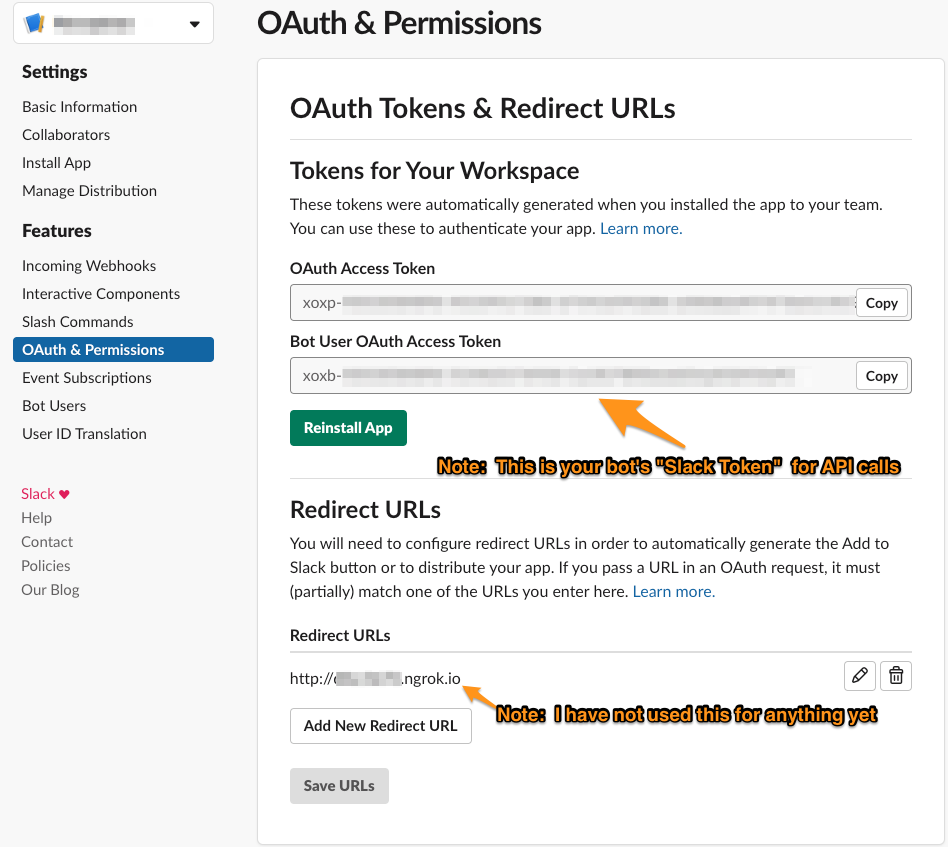 OAuth & Permissions
Settings
Basic Information
Collaborators
Install App
Manage Distribution
Features
Incoming Webhooks
Interactive Components
Slash Commands
OAuth & Permissions
Event Subscriptions
Bot Users
User ID Translation
Slack ♥
Help
Contact
Policies
Our Blog
OAuth Tokens & Redirect URLs
Tokens for Your Workspace
These tokens were automatically generated when you installed the app to your team.
You can use these to authenticate your app. Learn more.
OAuth Access Token
xoxp-
Copy
Bot User OAuth Access Token
xoxb-
Copy
Reinstall App
Note: This is your bot's "Slack Token" for API calls
Redirect URLs
You will need to configure redirect URLs in order to automatically generate the Add to
Slack button or to distribute your app. If you pass a URL in an OAuth request, it must
(partially) match one of the URLs you enter here. Learn more.
Redirect URLs
http:// .ngrok.io
Note: I have not used this for anything yet
Add New Redirect URL
Save URLs